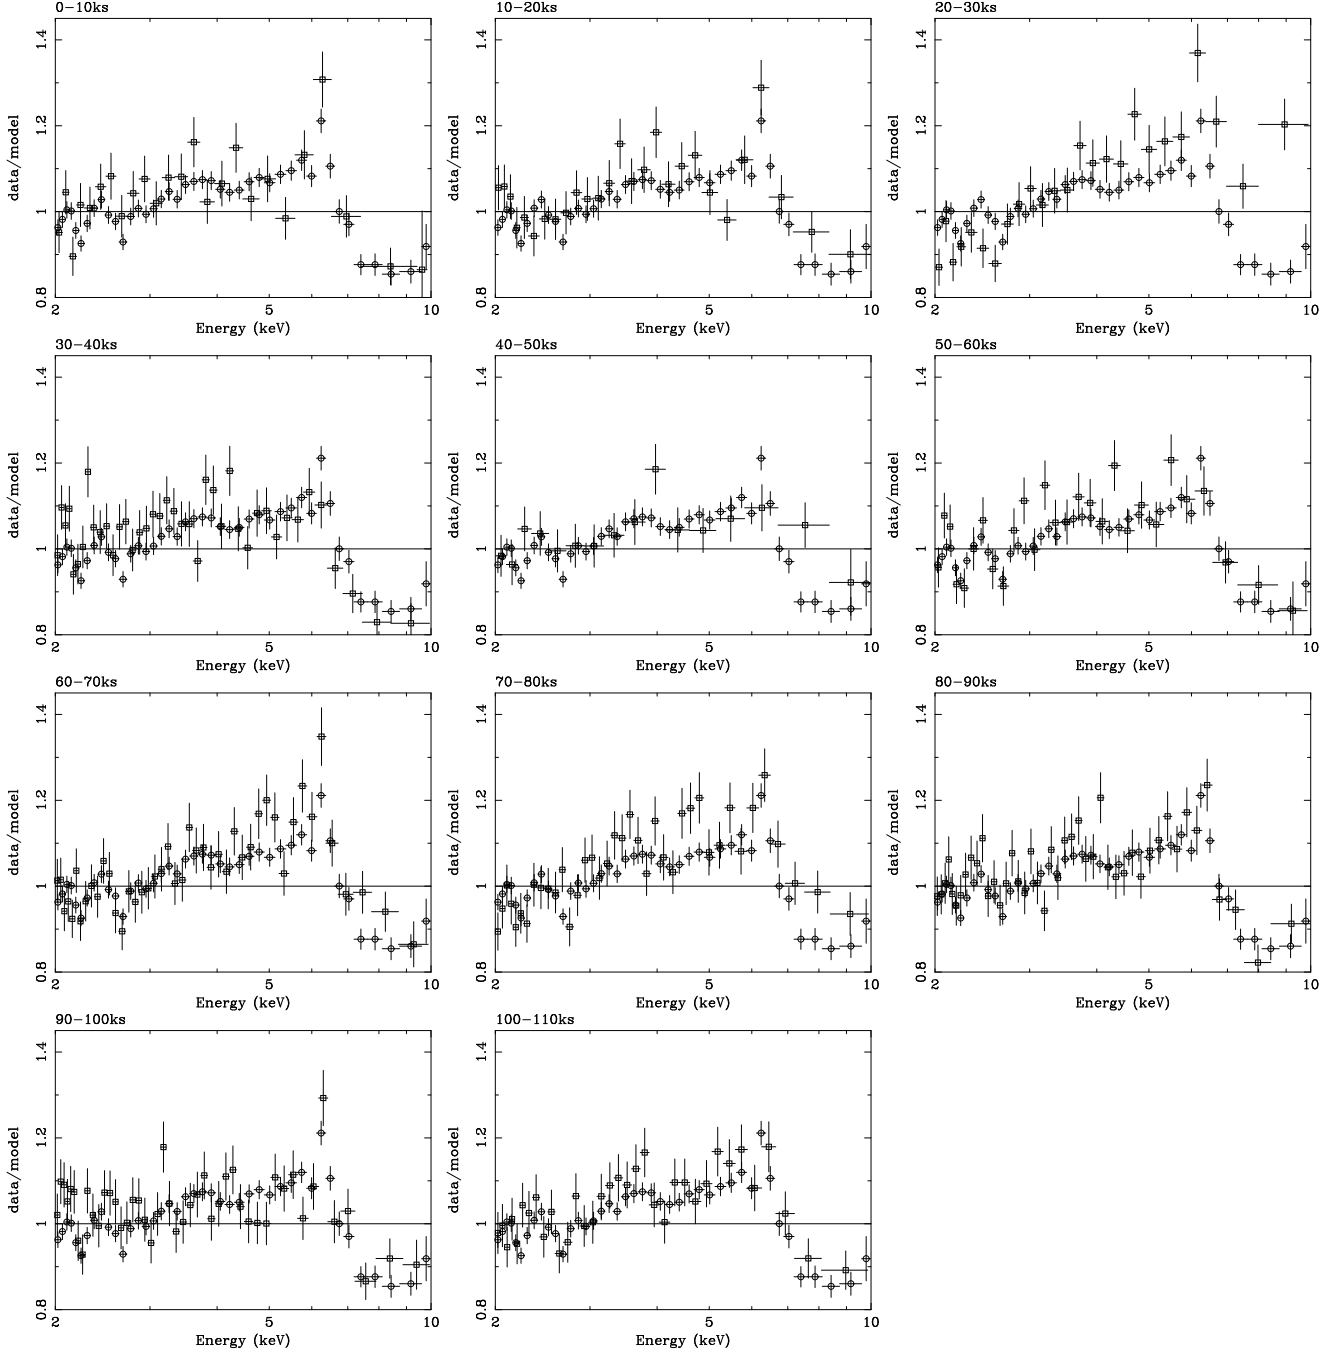 0-10ks
10-20ks
20-30ks
data/model
0.8 1 1.2 1.4
data/model
0.8 1 1.2 1.4
data/model
0.8 1 1.2 1.4
2 5 10
2 5 10
2 5 10
Energy (keV)
Energy (keV)
Energy (keV)
30-40ks
40-50ks
50-60ks
data/model
0.8 1 1.2 1.4
data/model
0.8 1 1.2 1.4
data/model
0.8 1 1.2 1.4
2 5 10
2 5 10
2 5 10
Energy (keV)
Energy (keV)
Energy (keV)
60-70ks
70-80ks
80-90ks
data/model
0.8 1 1.2 1.4
data/model
0.8 1 1.2 1.4
data/model
0.8 1 1.2 1.4
2 5 10
2 5 10
2 5 10
Energy (keV)
Energy (keV)
Energy (keV)
90-100ks
100-110ks
data/model
0.8 1 1.2 1.4
data/model
0.8 1 1.2 1.4
2 5 10
2 5 10
Energy (keV)
Energy (keV)